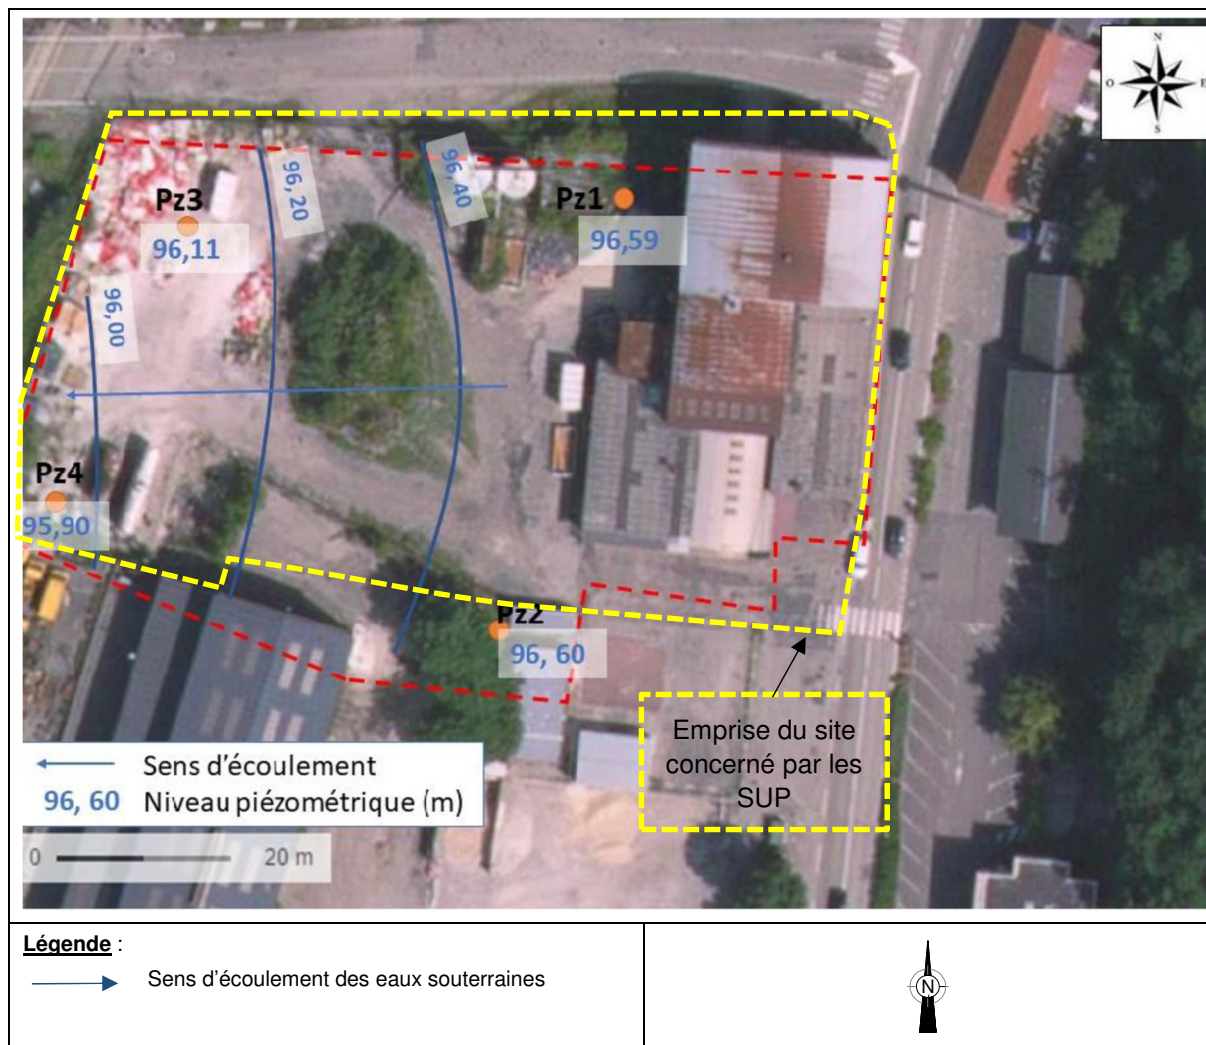 N
O
E
S
96, 20
96, 40
Pz3
96,11
Pz1
96,59
96,00
Pz4
95,90
Pz2
96, 60
Emprise du site
concerné par les
SUP
Sens d'écoulement
96, 60 Niveau piézométrique (m)
0 20 m
Légende :
Sens d'écoulement des eaux souterraines
N